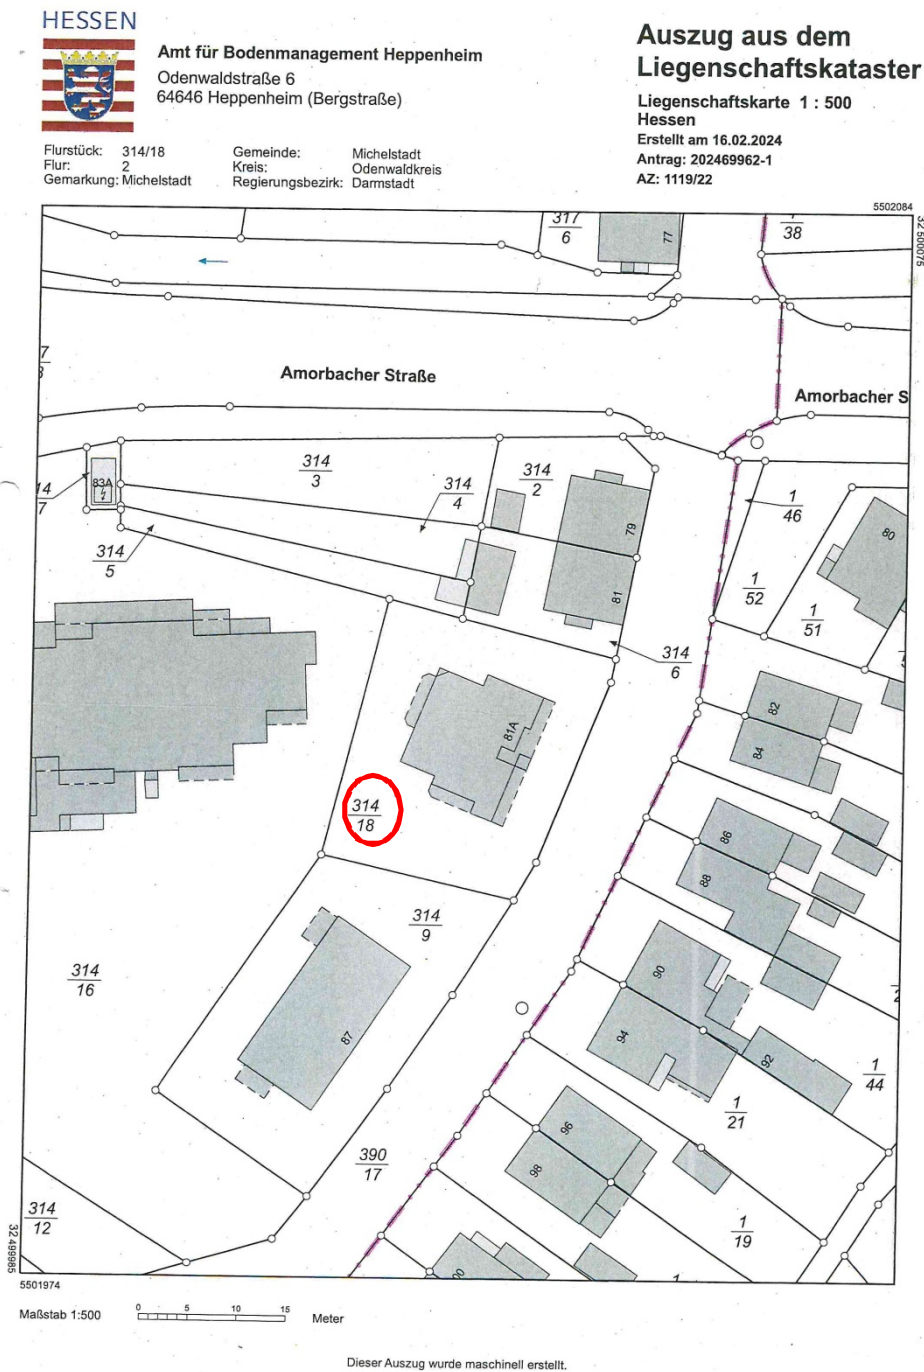 HESSEN
Amt für Bodenmanagement Heppenheim
Odenwaldstraße 6
64646 Heppenheim (Bergstraße)
Auszug aus dem
Liegenschaftskataster
Liegenschaftskarte 1 : 500
Hessen
Erstellt am 16.02.2024
Antrag: 202469962-1
AZ: 1119/22
Flurstück: 314/18
Flur: 2
Gemarkung: Michelstadt
Gemeinde: Michelstadt
Kreis: Odenwaldkreis
Regierungsbezirk: Darmstadt
5502084
32 500075
317
6
77
38
Amorbacher Straße
Amorbacher S
83A
314
3
314
4
314
2
79
81
1
46
80
314
5
1
52
1
51
314
6
81A
82
84
314
18
86
88
314
9
314
16
90
94
92
87
1
44
1
21
96
98
390
17
314
12
1
19
32 499985
5501974
Maßstab 1:500
0 5 10 15 Meter
Dieser Auszug wurde maschinell erstellt.